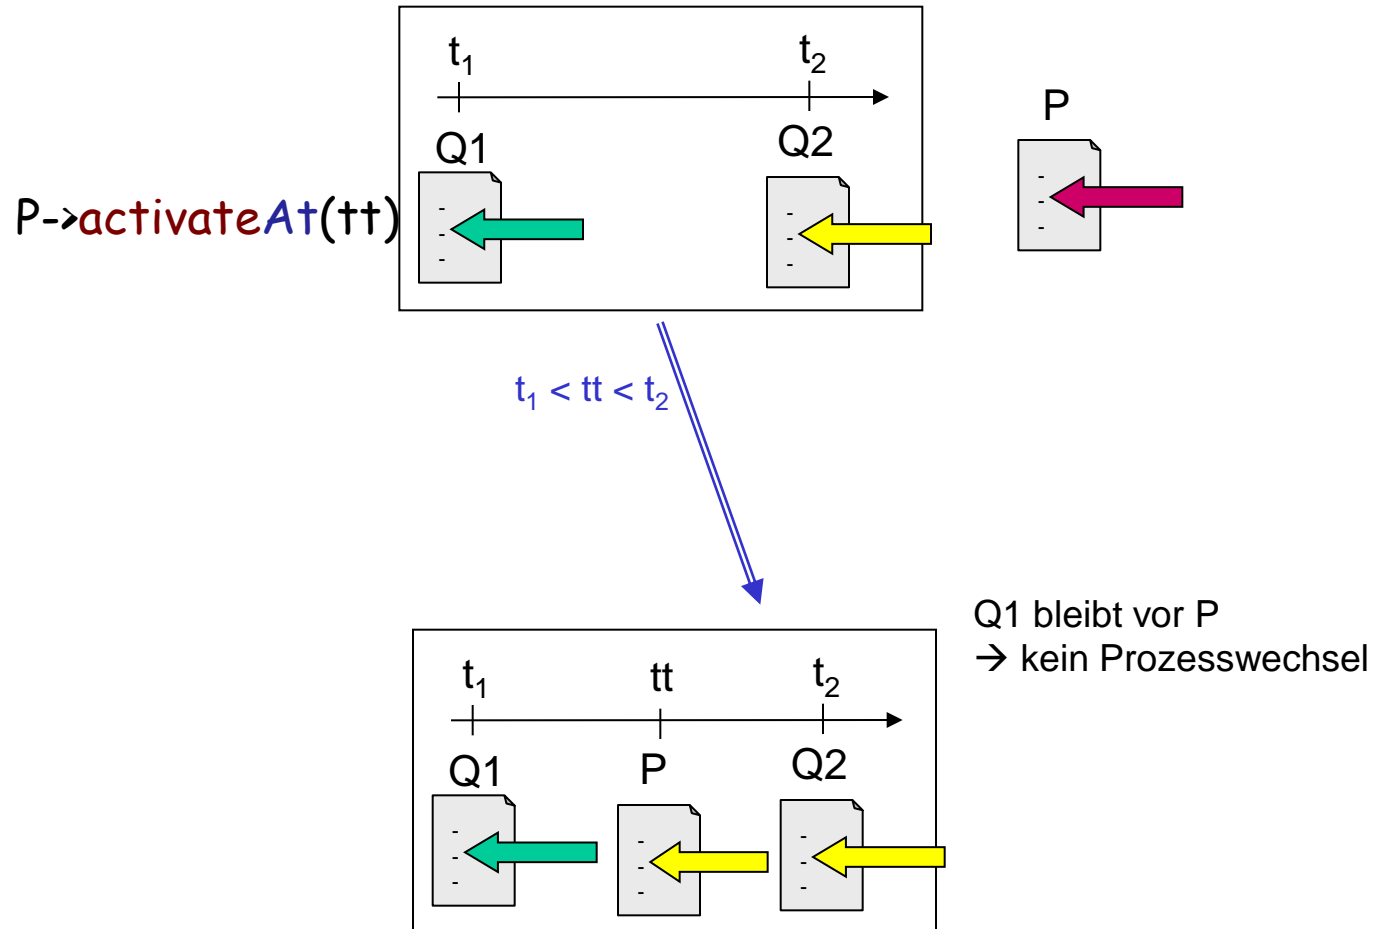 t₁ t₂
P
Q1 Q2
P->activateAt(tt)
- - -
- - -
- - -
t₁ < tt < t₂
Q1 bleibt vor P
→ kein Prozesswechsel
t₁ tt t₂
Q1 P Q2
- - -
- - -
- - -